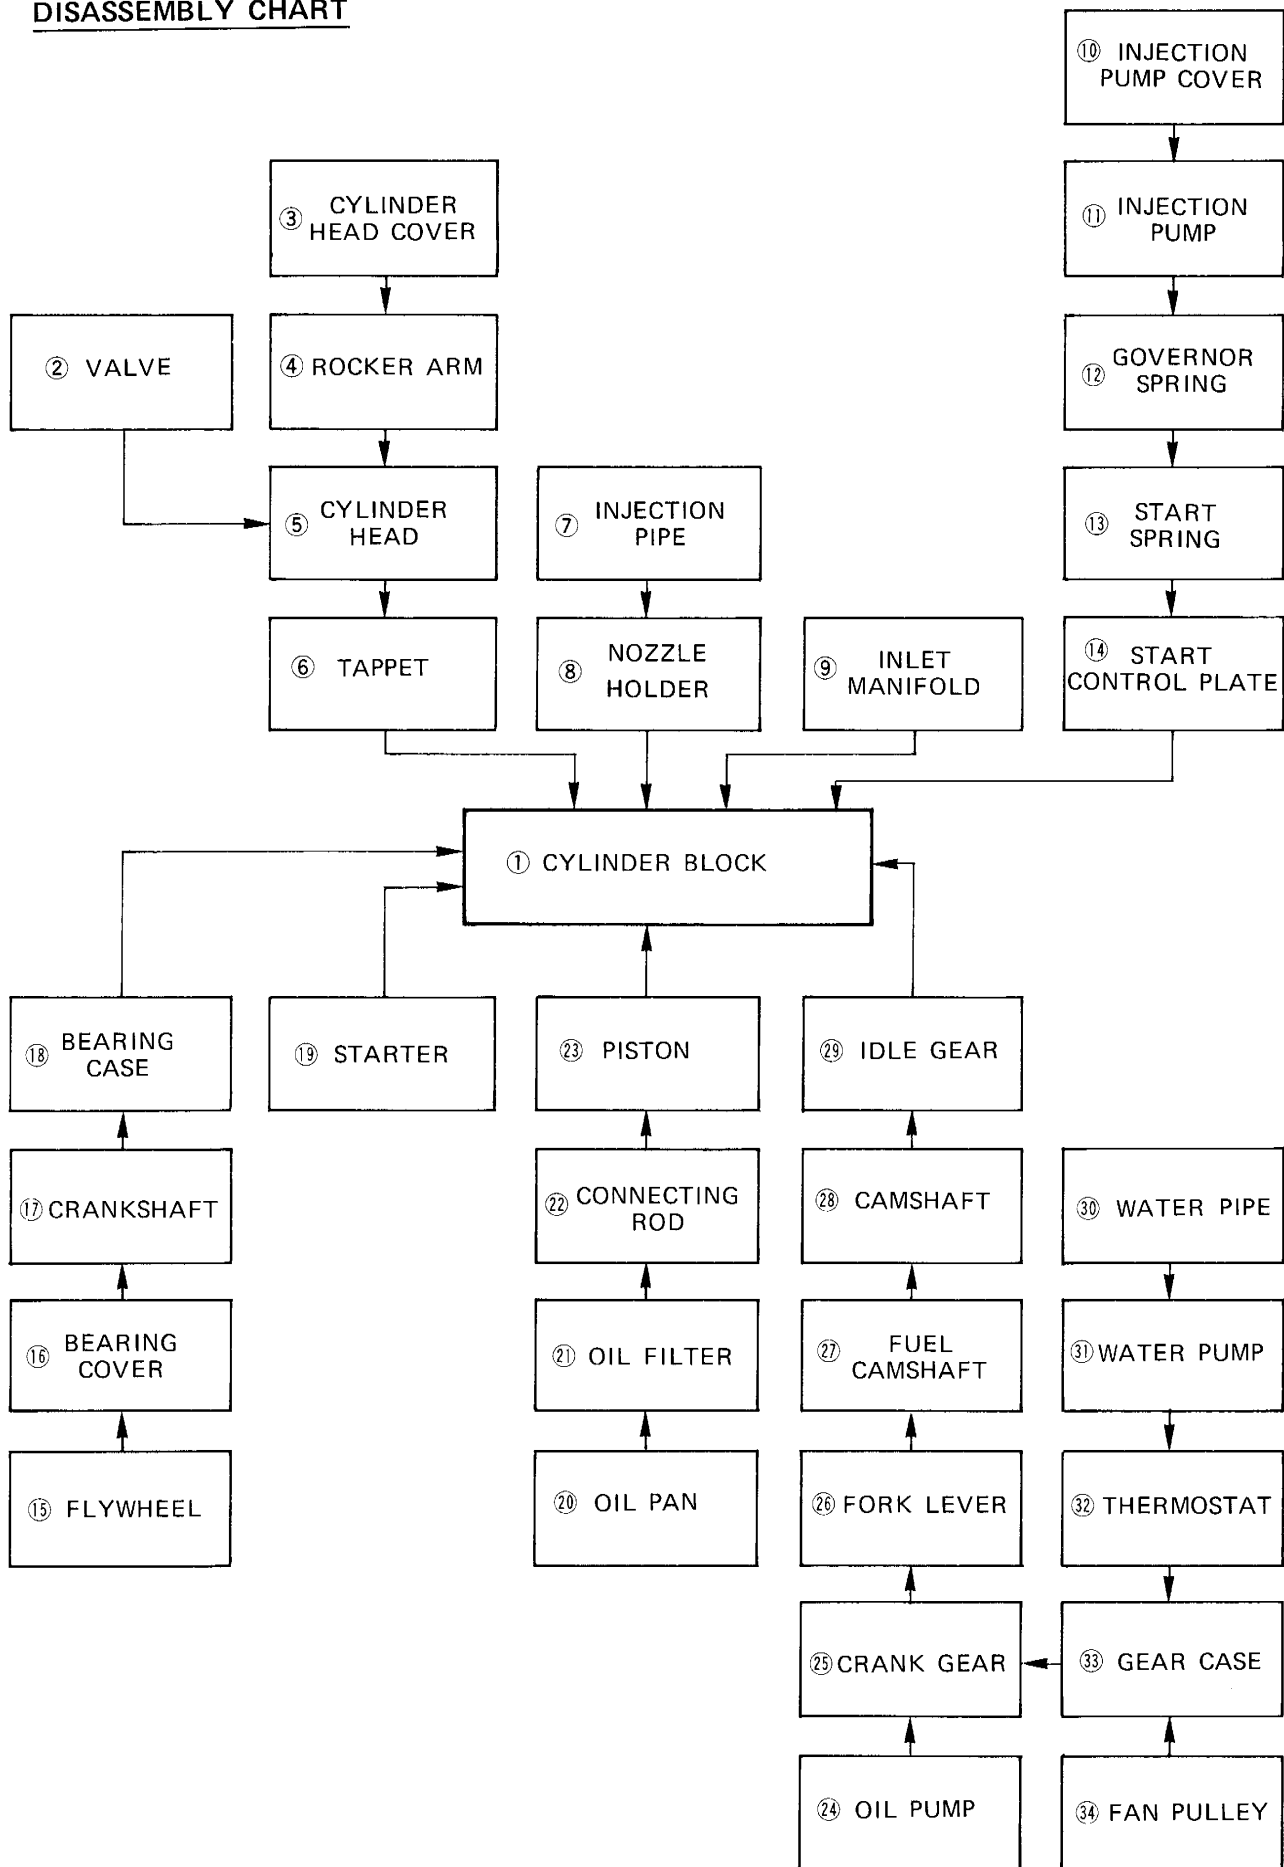 DISASSEMBLY CHART
⑩ INJECTION
PUMP COVER
③ CYLINDER
HEAD COVER
⑪ INJECTION
PUMP
② VALVE
④ ROCKER ARM
⑫ GOVERNOR
SPRING
⑤ CYLINDER
HEAD
⑦ INJECTION
PIPE
⑬ START
SPRING
⑥ TAPPET
⑧ NOZZLE
HOLDER
⑨ INLET
MANIFOLD
⑭ START
CONTROL PLATE
① CYLINDER BLOCK
⑱ BEARING
CASE
⑲ STARTER
㉓ PISTON
㉙ IDLE GEAR
⑰ CRANKSHAFT
㉒ CONNECTING
ROD
㉘ CAMSHAFT
㉚ WATER PIPE
⑯ BEARING
COVER
㉑ OIL FILTER
㉗ FUEL
CAMSHAFT
㉛ WATER PUMP
⑮ FLYWHEEL
⑳ OIL PAN
㉖ FORK LEVER
㉜ THERMOSTAT
㉕ CRANK GEAR
㉝ GEAR CASE
㉔ OIL PUMP
㉞ FAN PULLEY